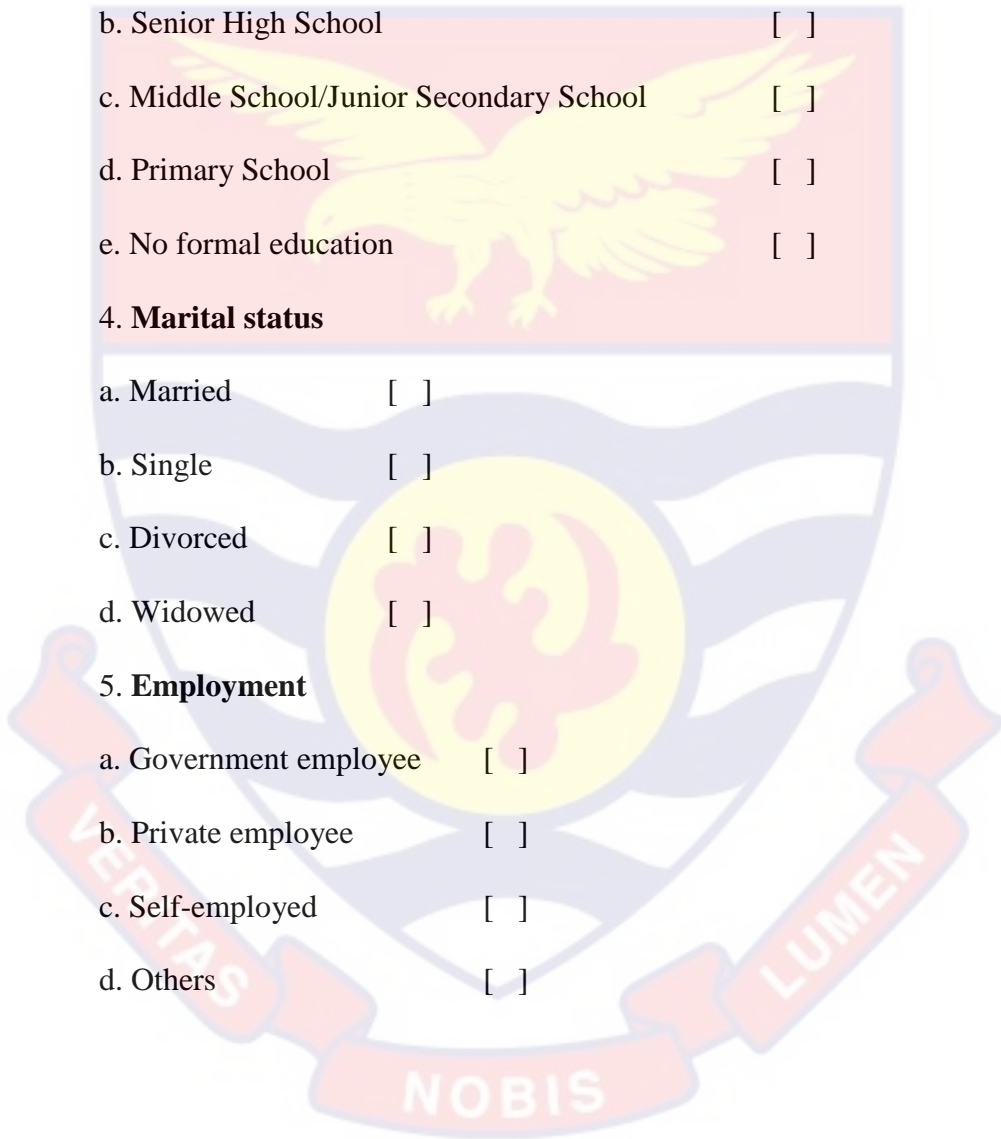 b. Senior High School [ ]
c. Middle School/Junior Secondary School [ ]
d. Primary School [ ]
e. No formal education [ ]
4. Marital status
a. Married [ ]
b. Single [ ]
c. Divorced [ ]
d. Widowed [ ]
5. Employment
a. Government employee [ ]
b. Private employee [ ]
c. Self-employed [ ]
d. Others [ ]
VERITAS
NOBIS
LUMEN